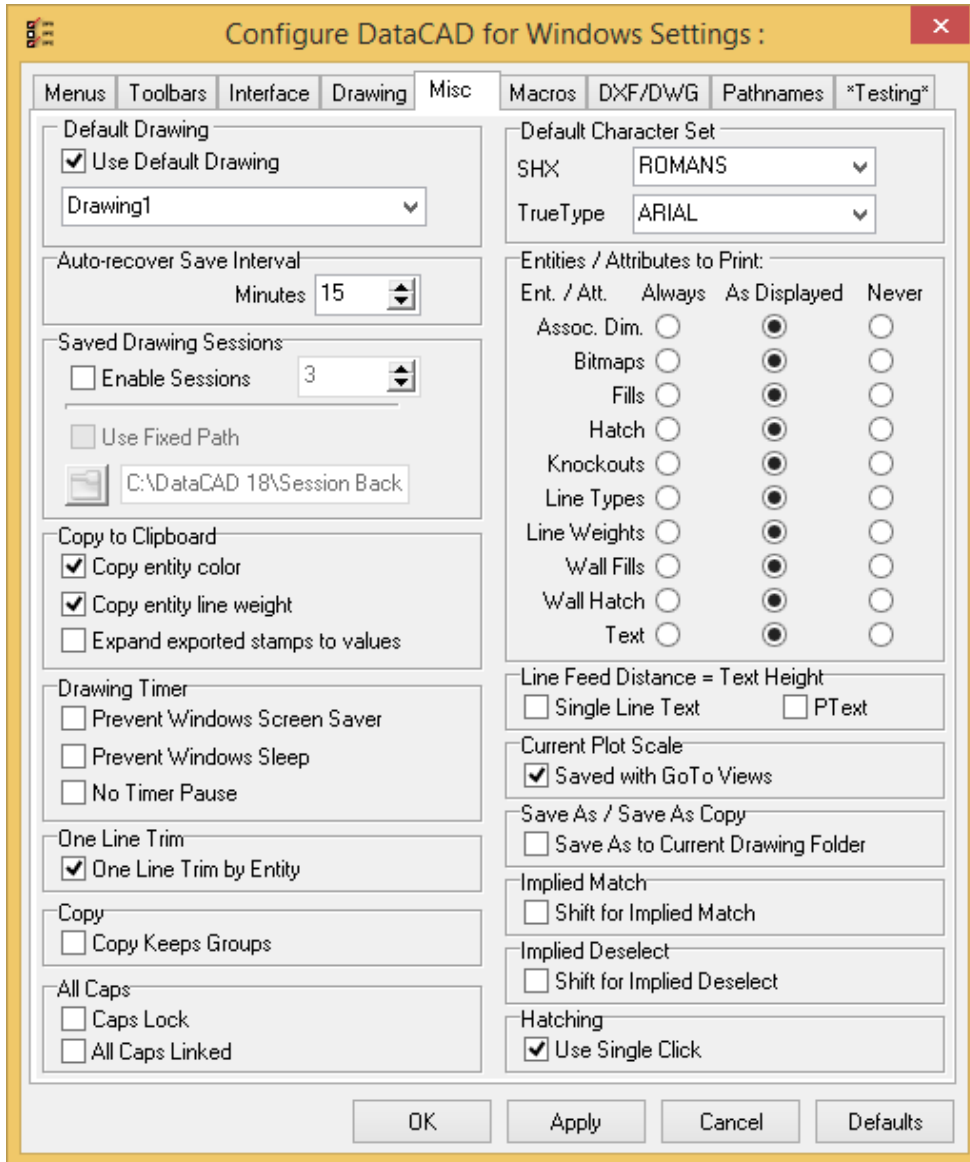 Configure DataCAD for Windows Settings :
Menus Toolbars Interface Drawing Misc Macros DXF/DWG Pathnames *Testing*
Default Drawing
Use Default Drawing
Drawing1
Auto-recover Save Interval
Minutes 15
Saved Drawing Sessions
Enable Sessions 3
Use Fixed Path
C:\DataCAD 18\Session Back
Copy to Clipboard
Copy entity color
Copy entity line weight
Expand exported stamps to values
Drawing Timer
Prevent Windows Screen Saver
Prevent Windows Sleep
No Timer Pause
One Line Trim
One Line Trim by Entity
Copy
Copy Keeps Groups
All Caps
Caps Lock
All Caps Linked
Default Character Set
SHX ROMANS
TrueType ARIAL
Entities / Attributes to Print:
Ent. / Att. Always As Displayed Never
Assoc. Dim.
Bitmaps
Fills
Hatch
Knockouts
Line Types
Line Weights
Wall Fills
Wall Hatch
Text
Line Feed Distance = Text Height
Single Line Text PText
Current Plot Scale
Saved with GoTo Views
Save As / Save As Copy
Save As to Current Drawing Folder
Implied Match
Shift for Implied Match
Implied Deselect
Shift for Implied Deselect
Hatching
Use Single Click
OK Apply Cancel Defaults